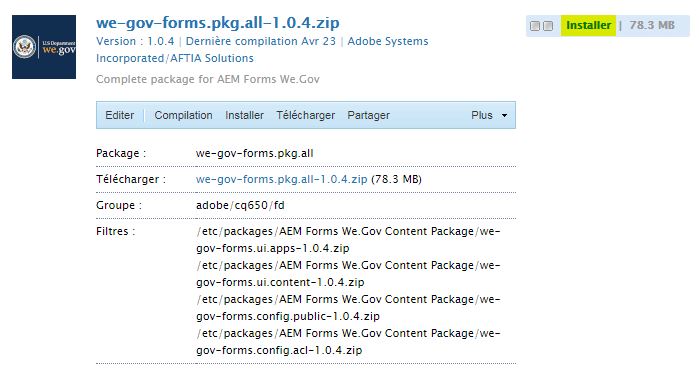 we-gov-forms.pkg.all-1.0.4.zip
Installer | 78.3 MB
U.S Department
we.gov
Version : 1.0.4 | Dernière compilation Avr 23 | Adobe Systems
Incorporated/AFTIA Solutions
Complete package for AEM Forms We.Gov
Editer Compilation Installer Télécharger Partager Plus
Package : we-gov-forms.pkg.all
Télécharger : we-gov-forms.pkg.all-1.0.4.zip (78.3 MB)
Groupe : adobe/cq650/fd
Filtres : /etc/packages/AEM Forms We.Gov Content Package/we-
gov-forms.ui.apps-1.0.4.zip
/etc/packages/AEM Forms We.Gov Content Package/we-
gov-forms.ui.content-1.0.4.zip
/etc/packages/AEM Forms We.Gov Content Package/we-
gov-forms.config.public-1.0.4.zip
/etc/packages/AEM Forms We.Gov Content Package/we-
gov-forms.config.acl-1.0.4.zip